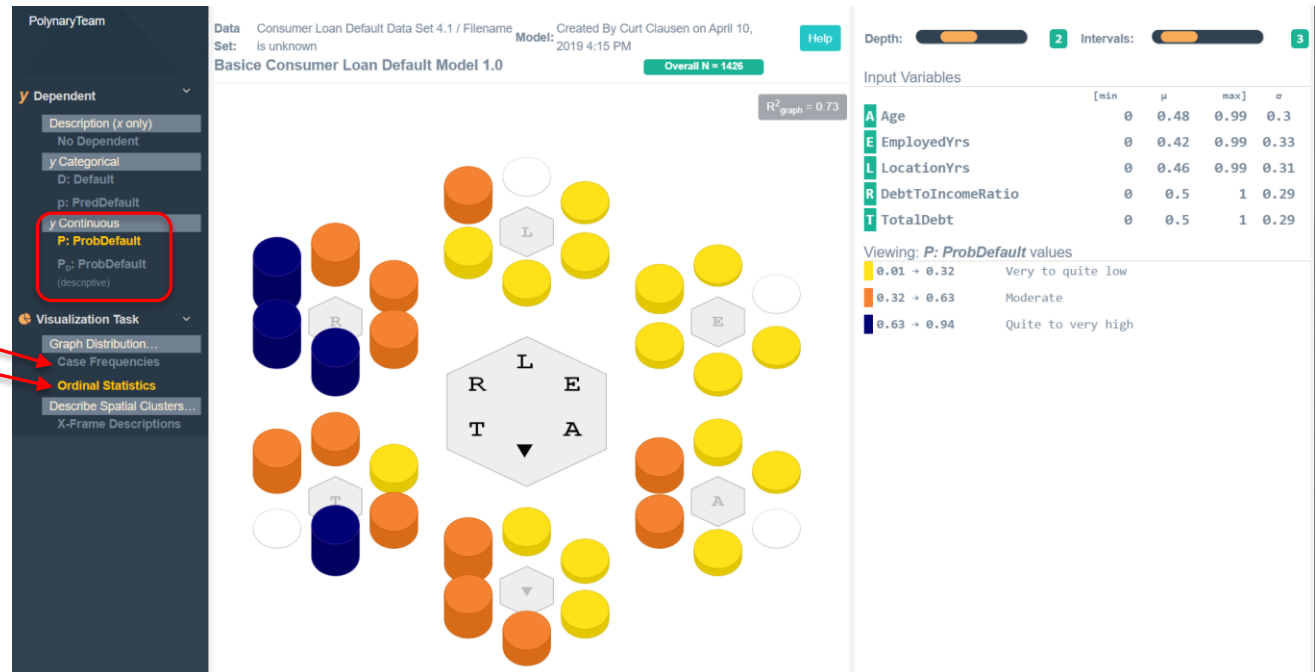 PolynaryTeam
y Dependent
Description (x only)
No Dependent
y Categorical
D: Default
p: PredDefault
y Continuous
P: ProbDefault
P_D: ProbDefault
(descriptive)
Visualization Task
Graph Distribution…
Case Frequencies
Ordinal Statistics
Describe Spatial Clusters…
X-Frame Descriptions
Data Set: Consumer Loan Default Data Set 4.1 / Filename
is unknown
Model: Created By Curt Clausen on April 10,
2019 4:15 PM
Help
Basice Consumer Loan Default Model 1.0
Overall N = 1426
R²graph = 0.73
L
R
E
L
R E
T A
▼
T
A
▼
Depth: 2 Intervals: 3
Input Variables
[min μ max] σ
A Age 0 0.48 0.99 0.3
E EmployedYrs 0 0.42 0.99 0.33
L LocationYrs 0 0.46 0.99 0.31
R DebtToIncomeRatio 0 0.5 1 0.29
T TotalDebt 0 0.5 1 0.29
Viewing: P: ProbDefault values
0.01 → 0.32 Very to quite low
0.32 → 0.63 Moderate
0.63 → 0.94 Quite to very high